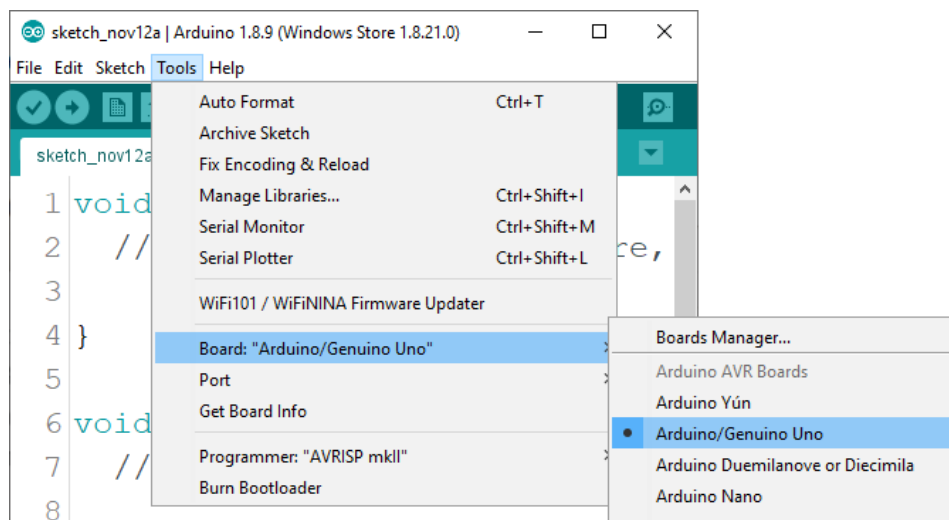 sketch_nov12a | Arduino 1.8.9 (Windows Store 1.8.21.0)
File Edit Sketch Tools Help
sketch_nov12a
Auto Format Ctrl+T
Archive Sketch
Fix Encoding & Reload
Manage Libraries... Ctrl+Shift+I
Serial Monitor Ctrl+Shift+M
Serial Plotter Ctrl+Shift+L
WiFi101 / WiFiNINA Firmware Updater
Board: "Arduino/Genuino Uno"
Port
Get Board Info
Programmer: "AVRISP mkII"
Burn Bootloader
Boards Manager...
Arduino AVR Boards
Arduino Yún
Arduino/Genuino Uno
Arduino Duemilanove or Diecimila
Arduino Nano
1 void
2 // re,
3
4 }
5
6 void
7 //
8